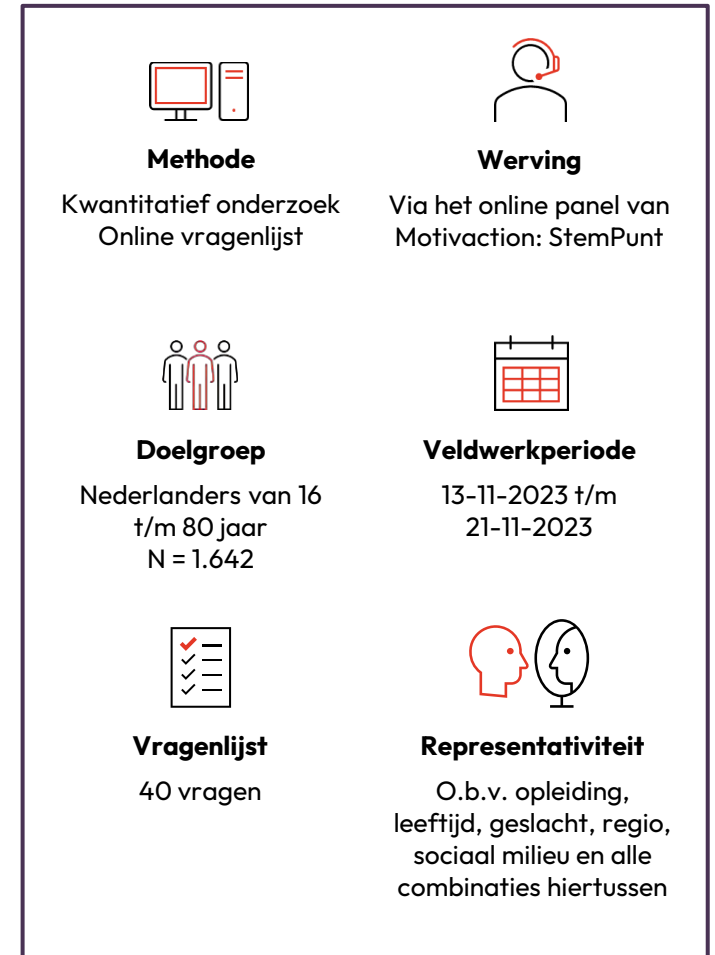 Methode
Kwantitatief onderzoek
Online vragenlijst
Werving
Via het online panel van
Motivaction: StemPunt
Doelgroep
Nederlanders van 16
t/m 80 jaar
N = 1.642
Veldwerkperiode
13-11-2023 t/m
21-11-2023
Vragenlijst
40 vragen
Representativiteit
O.b.v. opleiding,
leeftijd, geslacht, regio,
sociaal milieu en alle
combinaties hiertussen